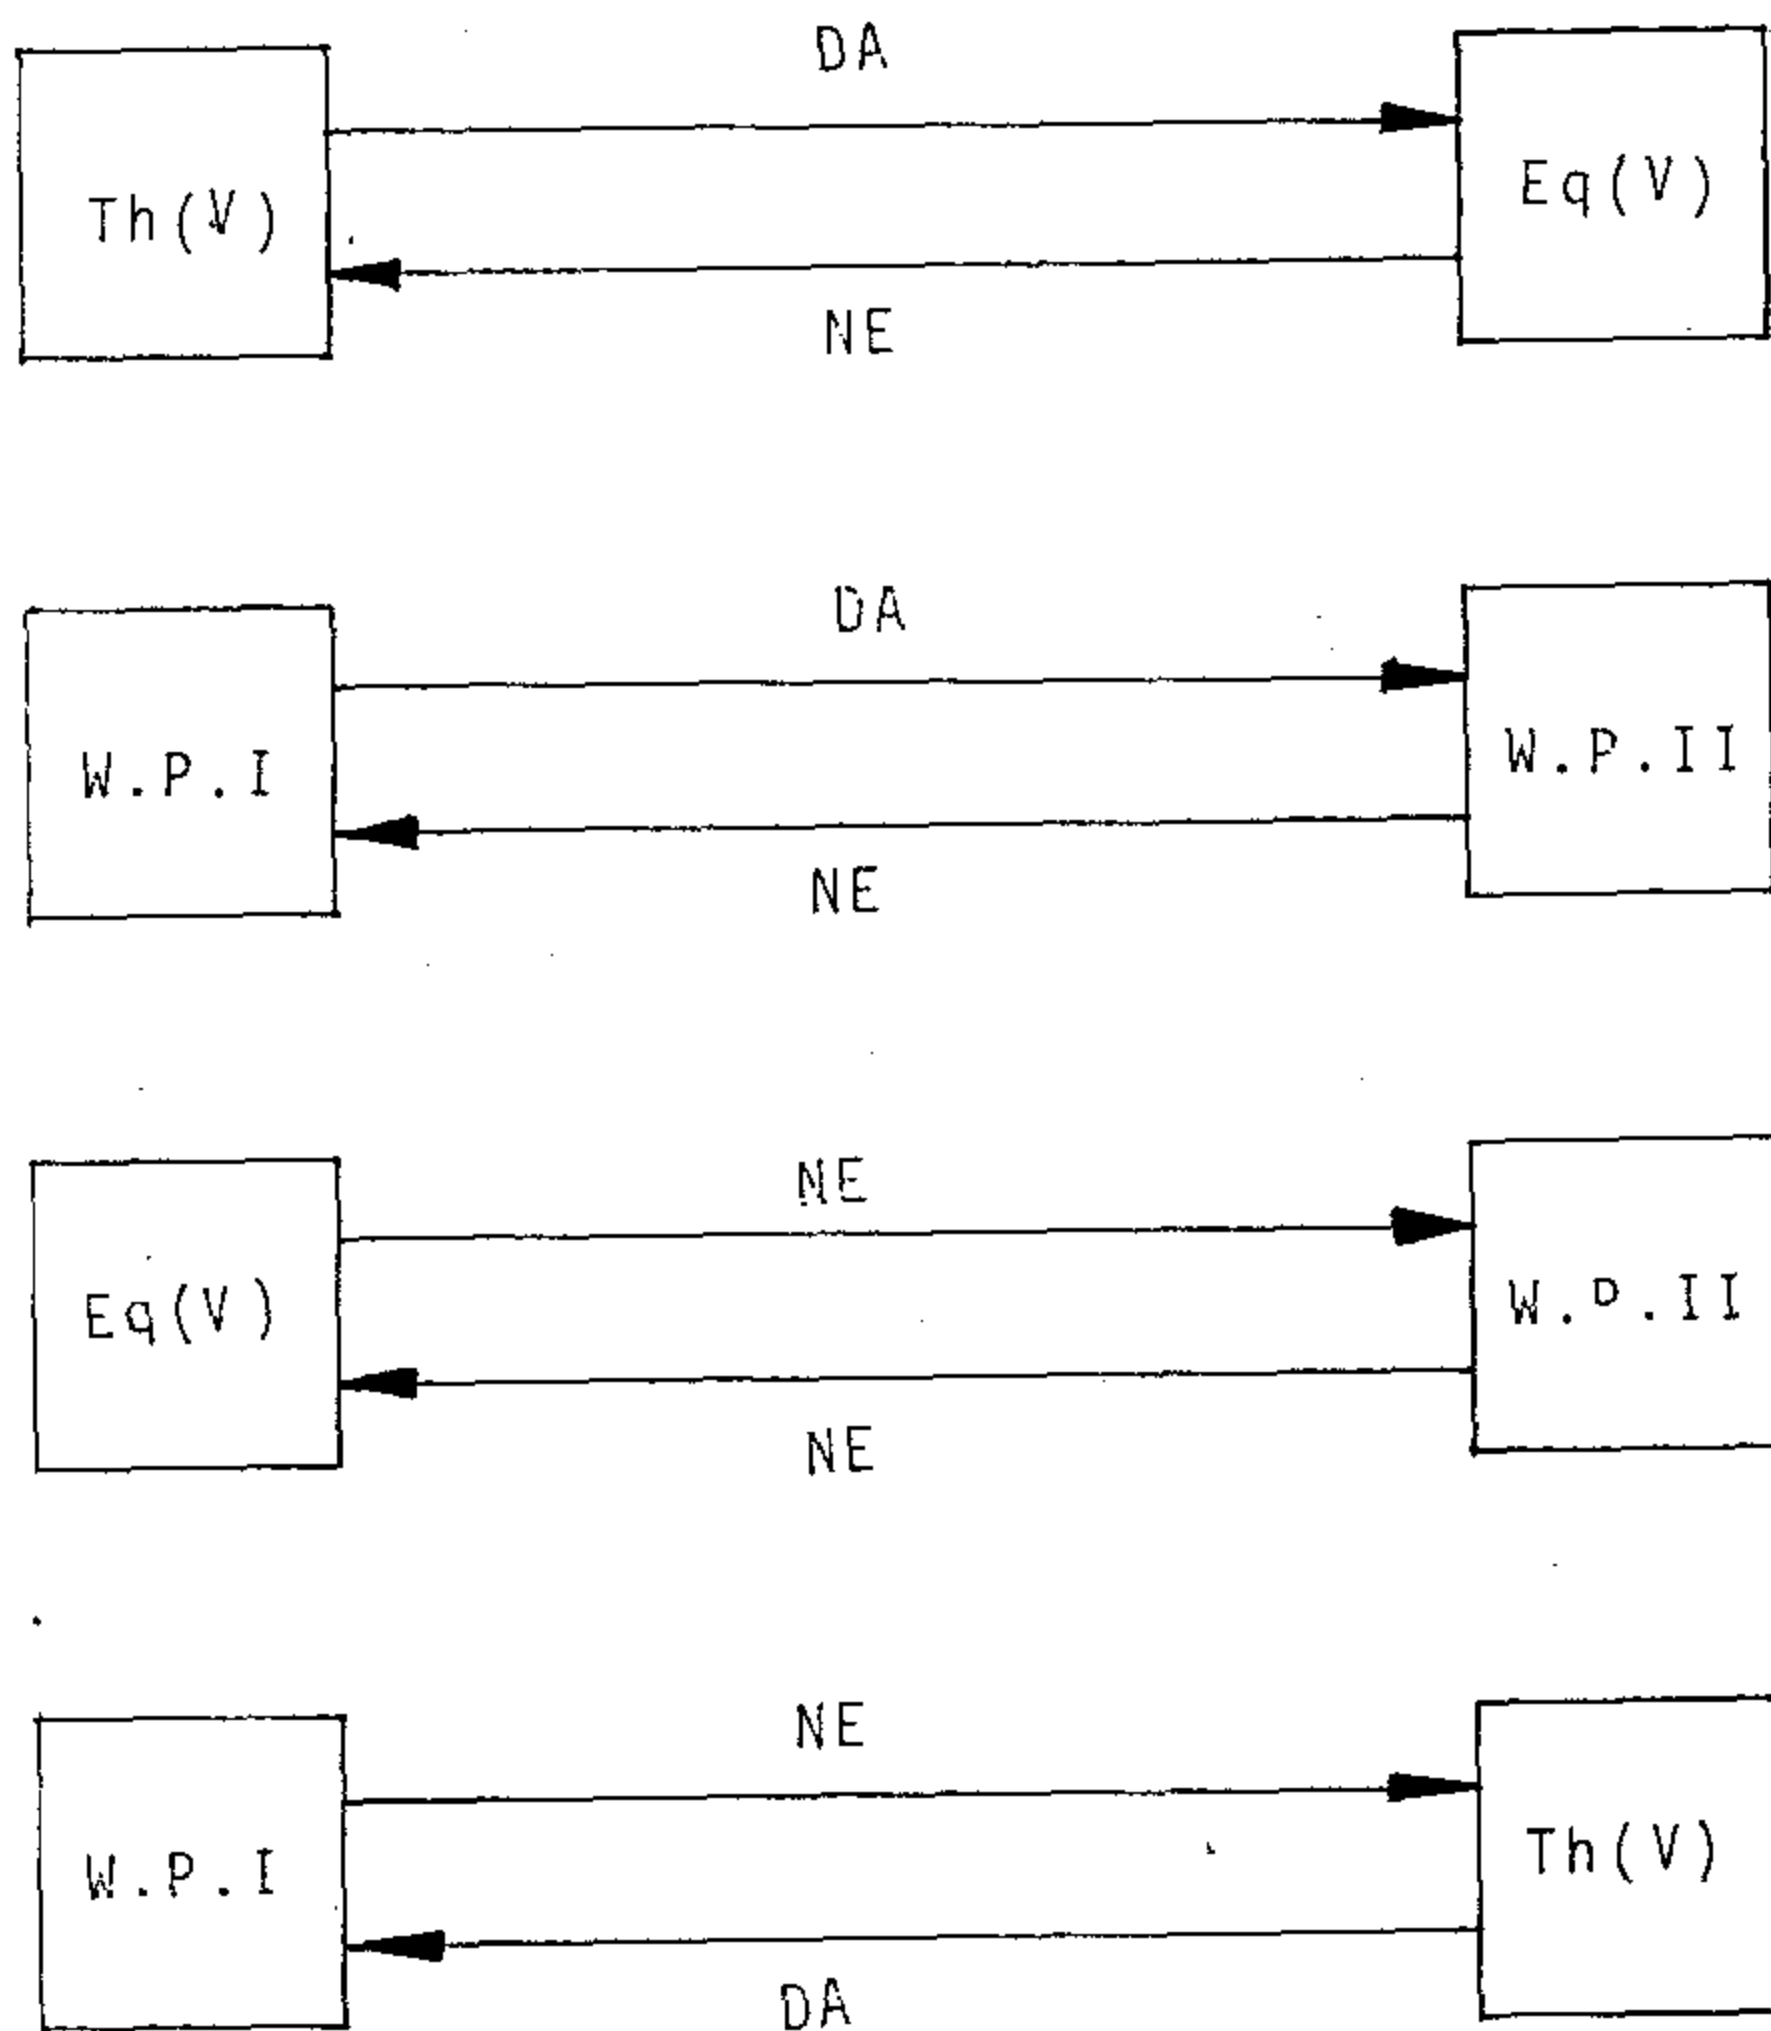 DA
Th(V)
Eq(V)
NE
DA
W.P.I
W.P.II
NE
NE
Eq(V)
W.P.II
NE
NE
W.P.I
Th(V)
DA